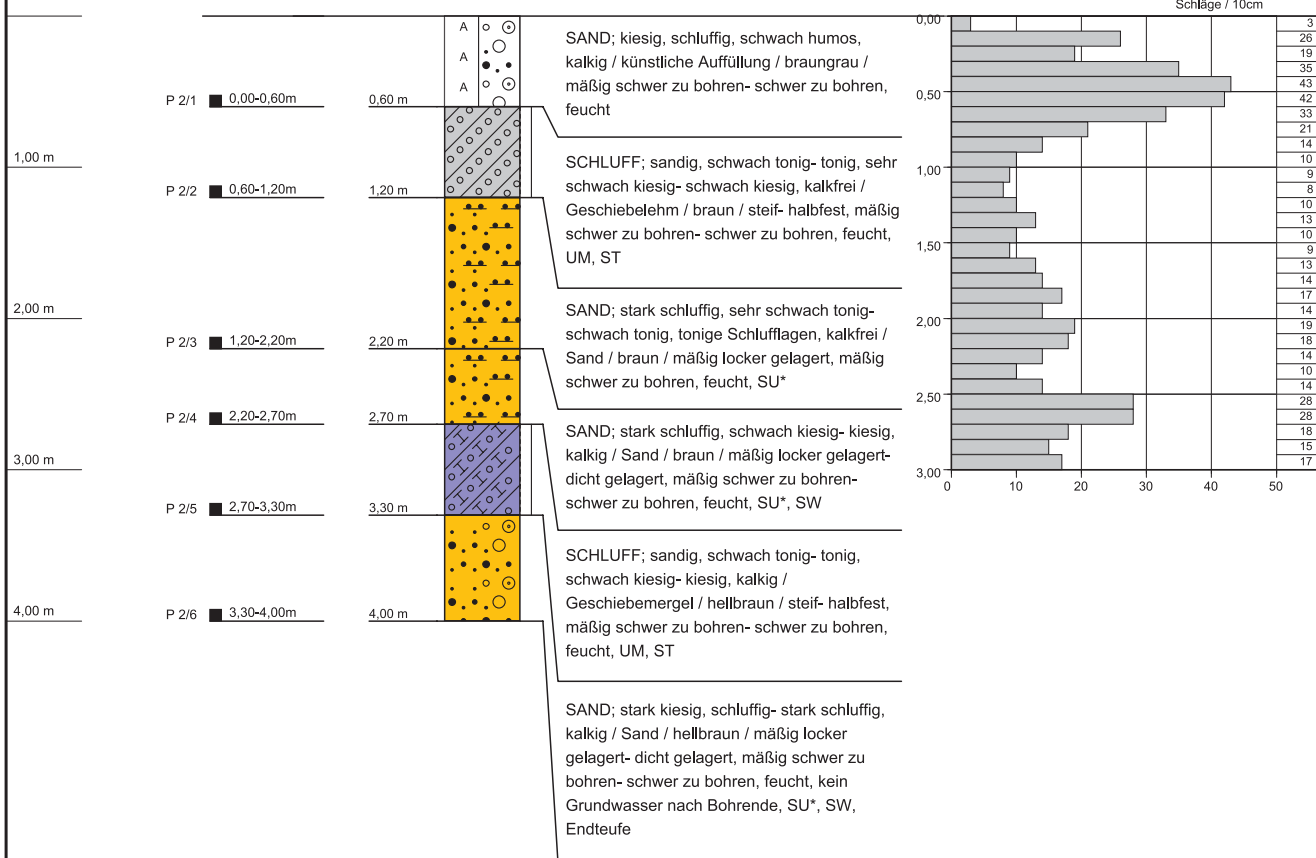 Schläge / 10cm
A
A
A
P 2/1 0,00-0,60m 0,60 m
SAND; kiesig, schluffig, schwach humos,
kalkig / künstliche Auffüllung / braungrau /
mäßig schwer zu bohren- schwer zu bohren,
feucht
1,00 m
P 2/2 0,60-1,20m 1,20 m
SCHLUFF; sandig, schwach tonig- tonig, sehr
schwach kiesig- schwach kiesig, kalkfrei /
Geschiebelehm / braun / steif- halbfest, mäßig
schwer zu bohren- schwer zu bohren, feucht,
UM, ST
2,00 m
P 2/3 1,20-2,20m 2,20 m
SAND; stark schluffig, sehr schwach tonig-
schwach tonig, tonige Schlufflagen, kalkfrei /
Sand / braun / mäßig locker gelagert, mäßig
schwer zu bohren, feucht, SU*
P 2/4 2,20-2,70m 2,70 m
SAND; stark schluffig, schwach kiesig- kiesig,
kalkig / Sand / braun / mäßig locker gelagert-
dicht gelagert, mäßig schwer zu bohren-
schwer zu bohren, feucht, SU*, SW
3,00 m
P 2/5 2,70-3,30m 3,30 m
SCHLUFF; sandig, schwach tonig- tonig,
schwach kiesig- kiesig, kalkig /
Geschiebemergel / hellbraun / steif- halbfest,
mäßig schwer zu bohren- schwer zu bohren,
feucht, UM, ST
4,00 m
P 2/6 3,30-4,00m 4,00 m
SAND; stark kiesig, schluffig- stark schluffig,
kalkig / Sand / hellbraun / mäßig locker
gelagert- dicht gelagert, mäßig schwer zu
bohren- schwer zu bohren, feucht, kein
Grundwasser nach Bohrende, SU*, SW,
Endteufe
0,00
0,50
1,00
1,50
2,00
2,50
3,00
0 10 20 30 40 50
3
26
19
35
43
42
33
21
14
10
9
8
10
13
10
9
13
14
17
14
19
18
14
10
14
28
28
18
15
17